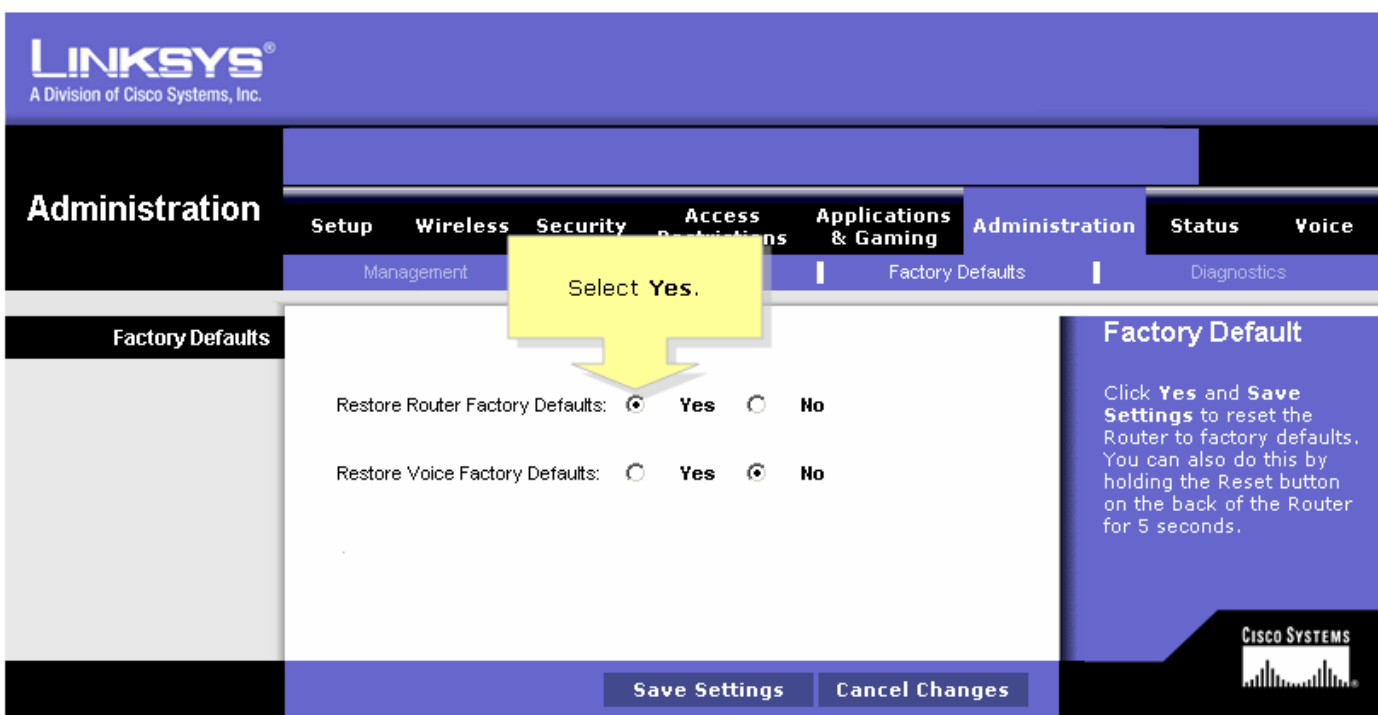 LINKSYS®
A Division of Cisco Systems, Inc.
Administration
Setup Wireless Security Access Applications & Gaming Administration Status Voice
Management Factory Defaults Diagnostics
Select Yes.
Factory Defaults
Restore Router Factory Defaults: Yes No
Restore Voice Factory Defaults: Yes No
Factory Default
Click Yes and Save
Settings to reset the
Router to factory defaults.
You can also do this by
holding the Reset button
on the back of the Router
for 5 seconds.
CISCO SYSTEMS
Save Settings Cancel Changes